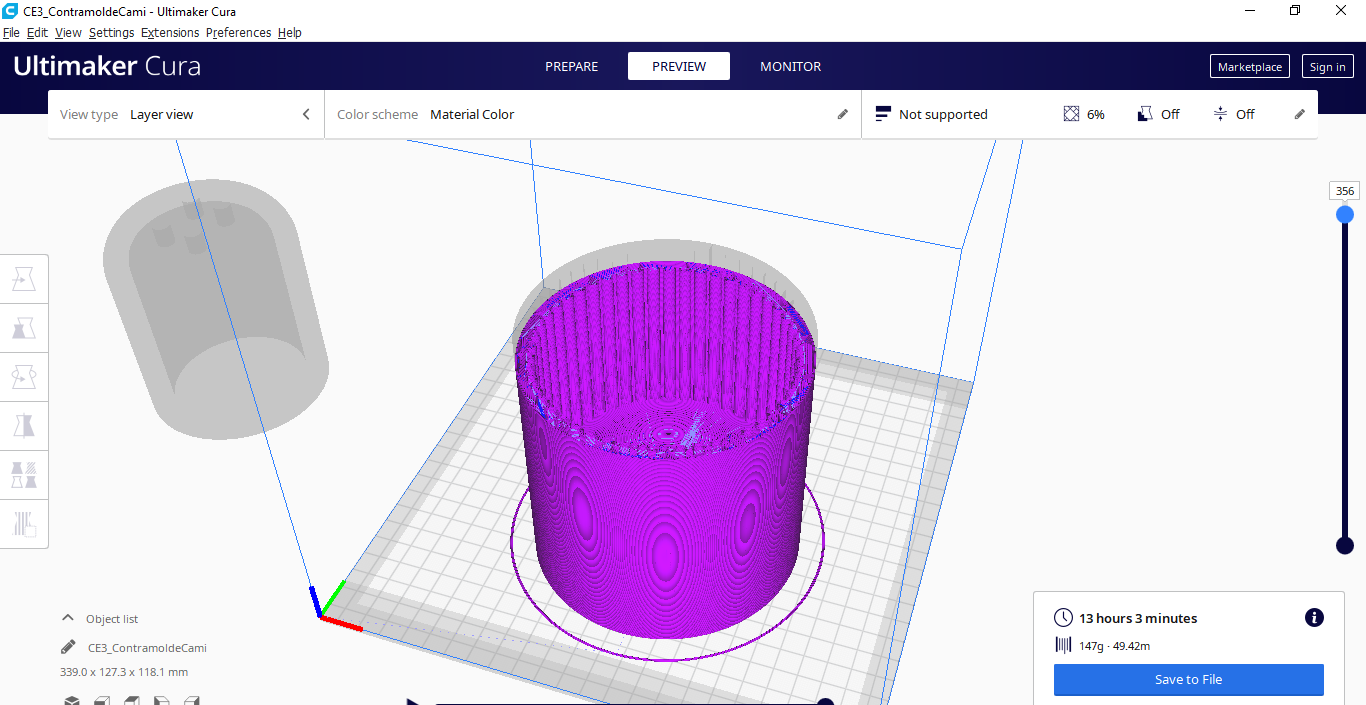 CE3_ContramoldeCami - Ultimaker Cura
File Edit View Settings Extensions Preferences Help
Ultimaker Cura
PREPARE PREVIEW MONITOR
Marketplace Sign in
View type Layer view
Color scheme Material Color
Not supported 6% Off Off
356
Object list
CE3_ContramoldeCami
339.0 x 127.3 x 118.1 mm
13 hours 3 minutes
147g · 49.42m
Save to File